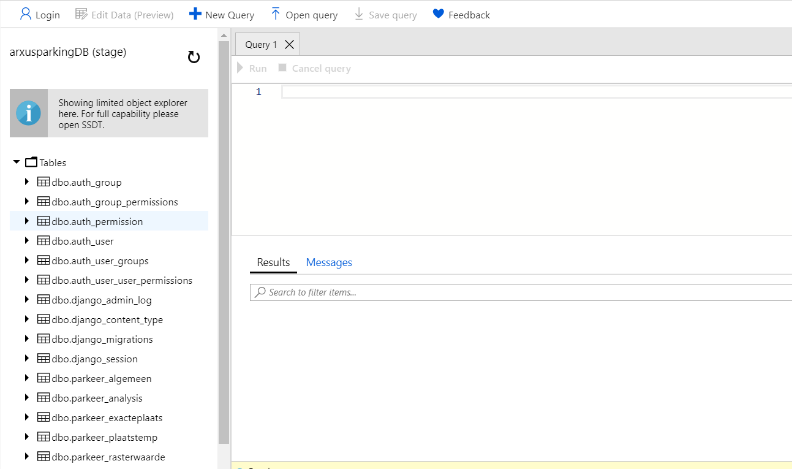 Login Edit Data (Preview) New Query Open query Save query Feedback
arxusparkingDB (stage)
Showing limited object explorer
here. For full capability please
open SSDT.
Tables
dbo.auth_group
dbo.auth_group_permissions
dbo.auth_permission
dbo.auth_user
dbo.auth_user_groups
dbo.auth_user_user_permissions
dbo.django_admin_log
dbo.django_content_type
dbo.django_migrations
dbo.django_session
dbo.parkeer_algemeen
dbo.parkeer_analysis
dbo.parkeer_exacteplaats
dbo.parkeer_plaatstemp
dbo.parkeer_rasterwaarde
Query 1
Run Cancel query
1
Results Messages
Search to filter items...